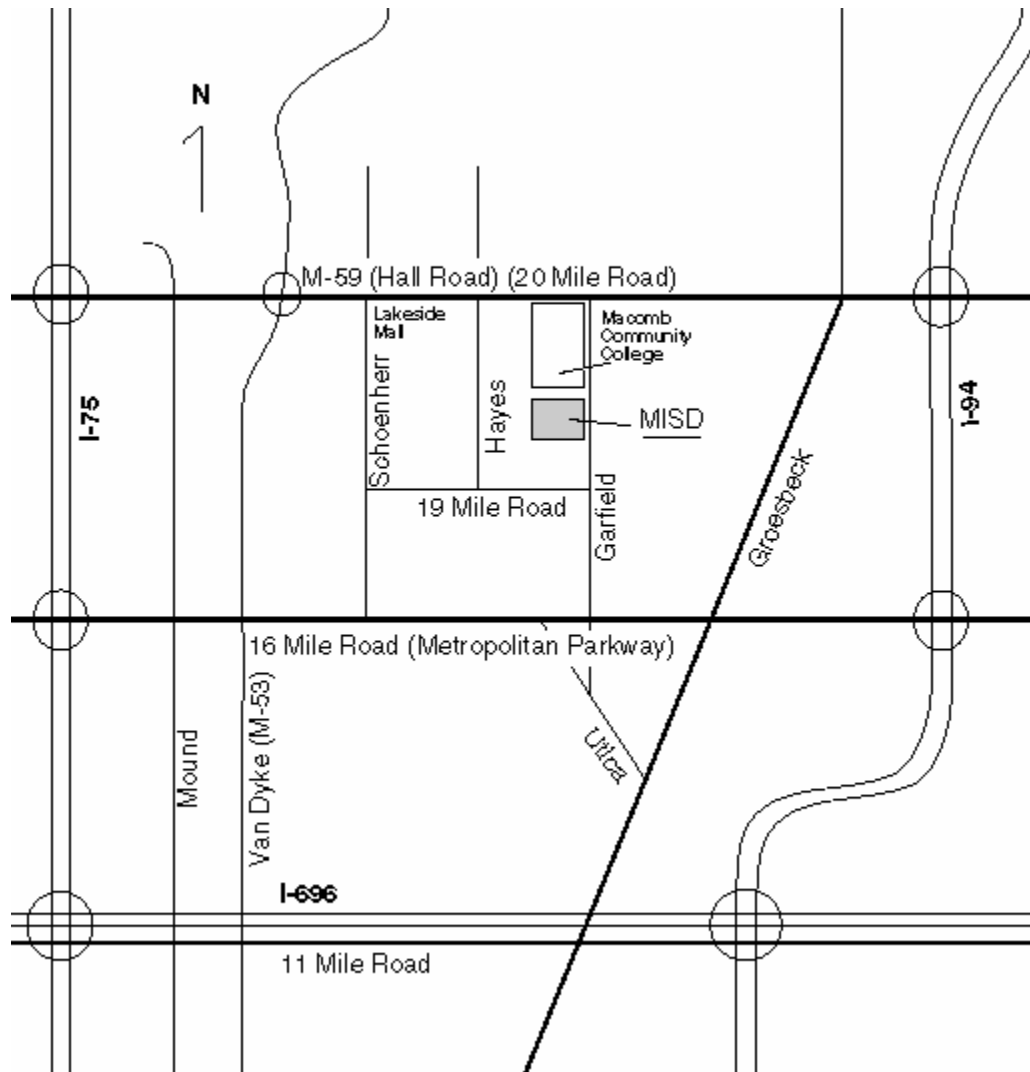 N
M-59 (Hall Road) (20 Mile Road)
Lakeside
Mall
Macomb
Community
College
I-75
Schoenherr
Hayes
MISD
I-94
19 Mile Road
Garfield
Groesbeck
16 Mile Road (Metropolitan Parkway)
Mound
Van Dyke (M-53)
Utica
I-696
11 Mile Road